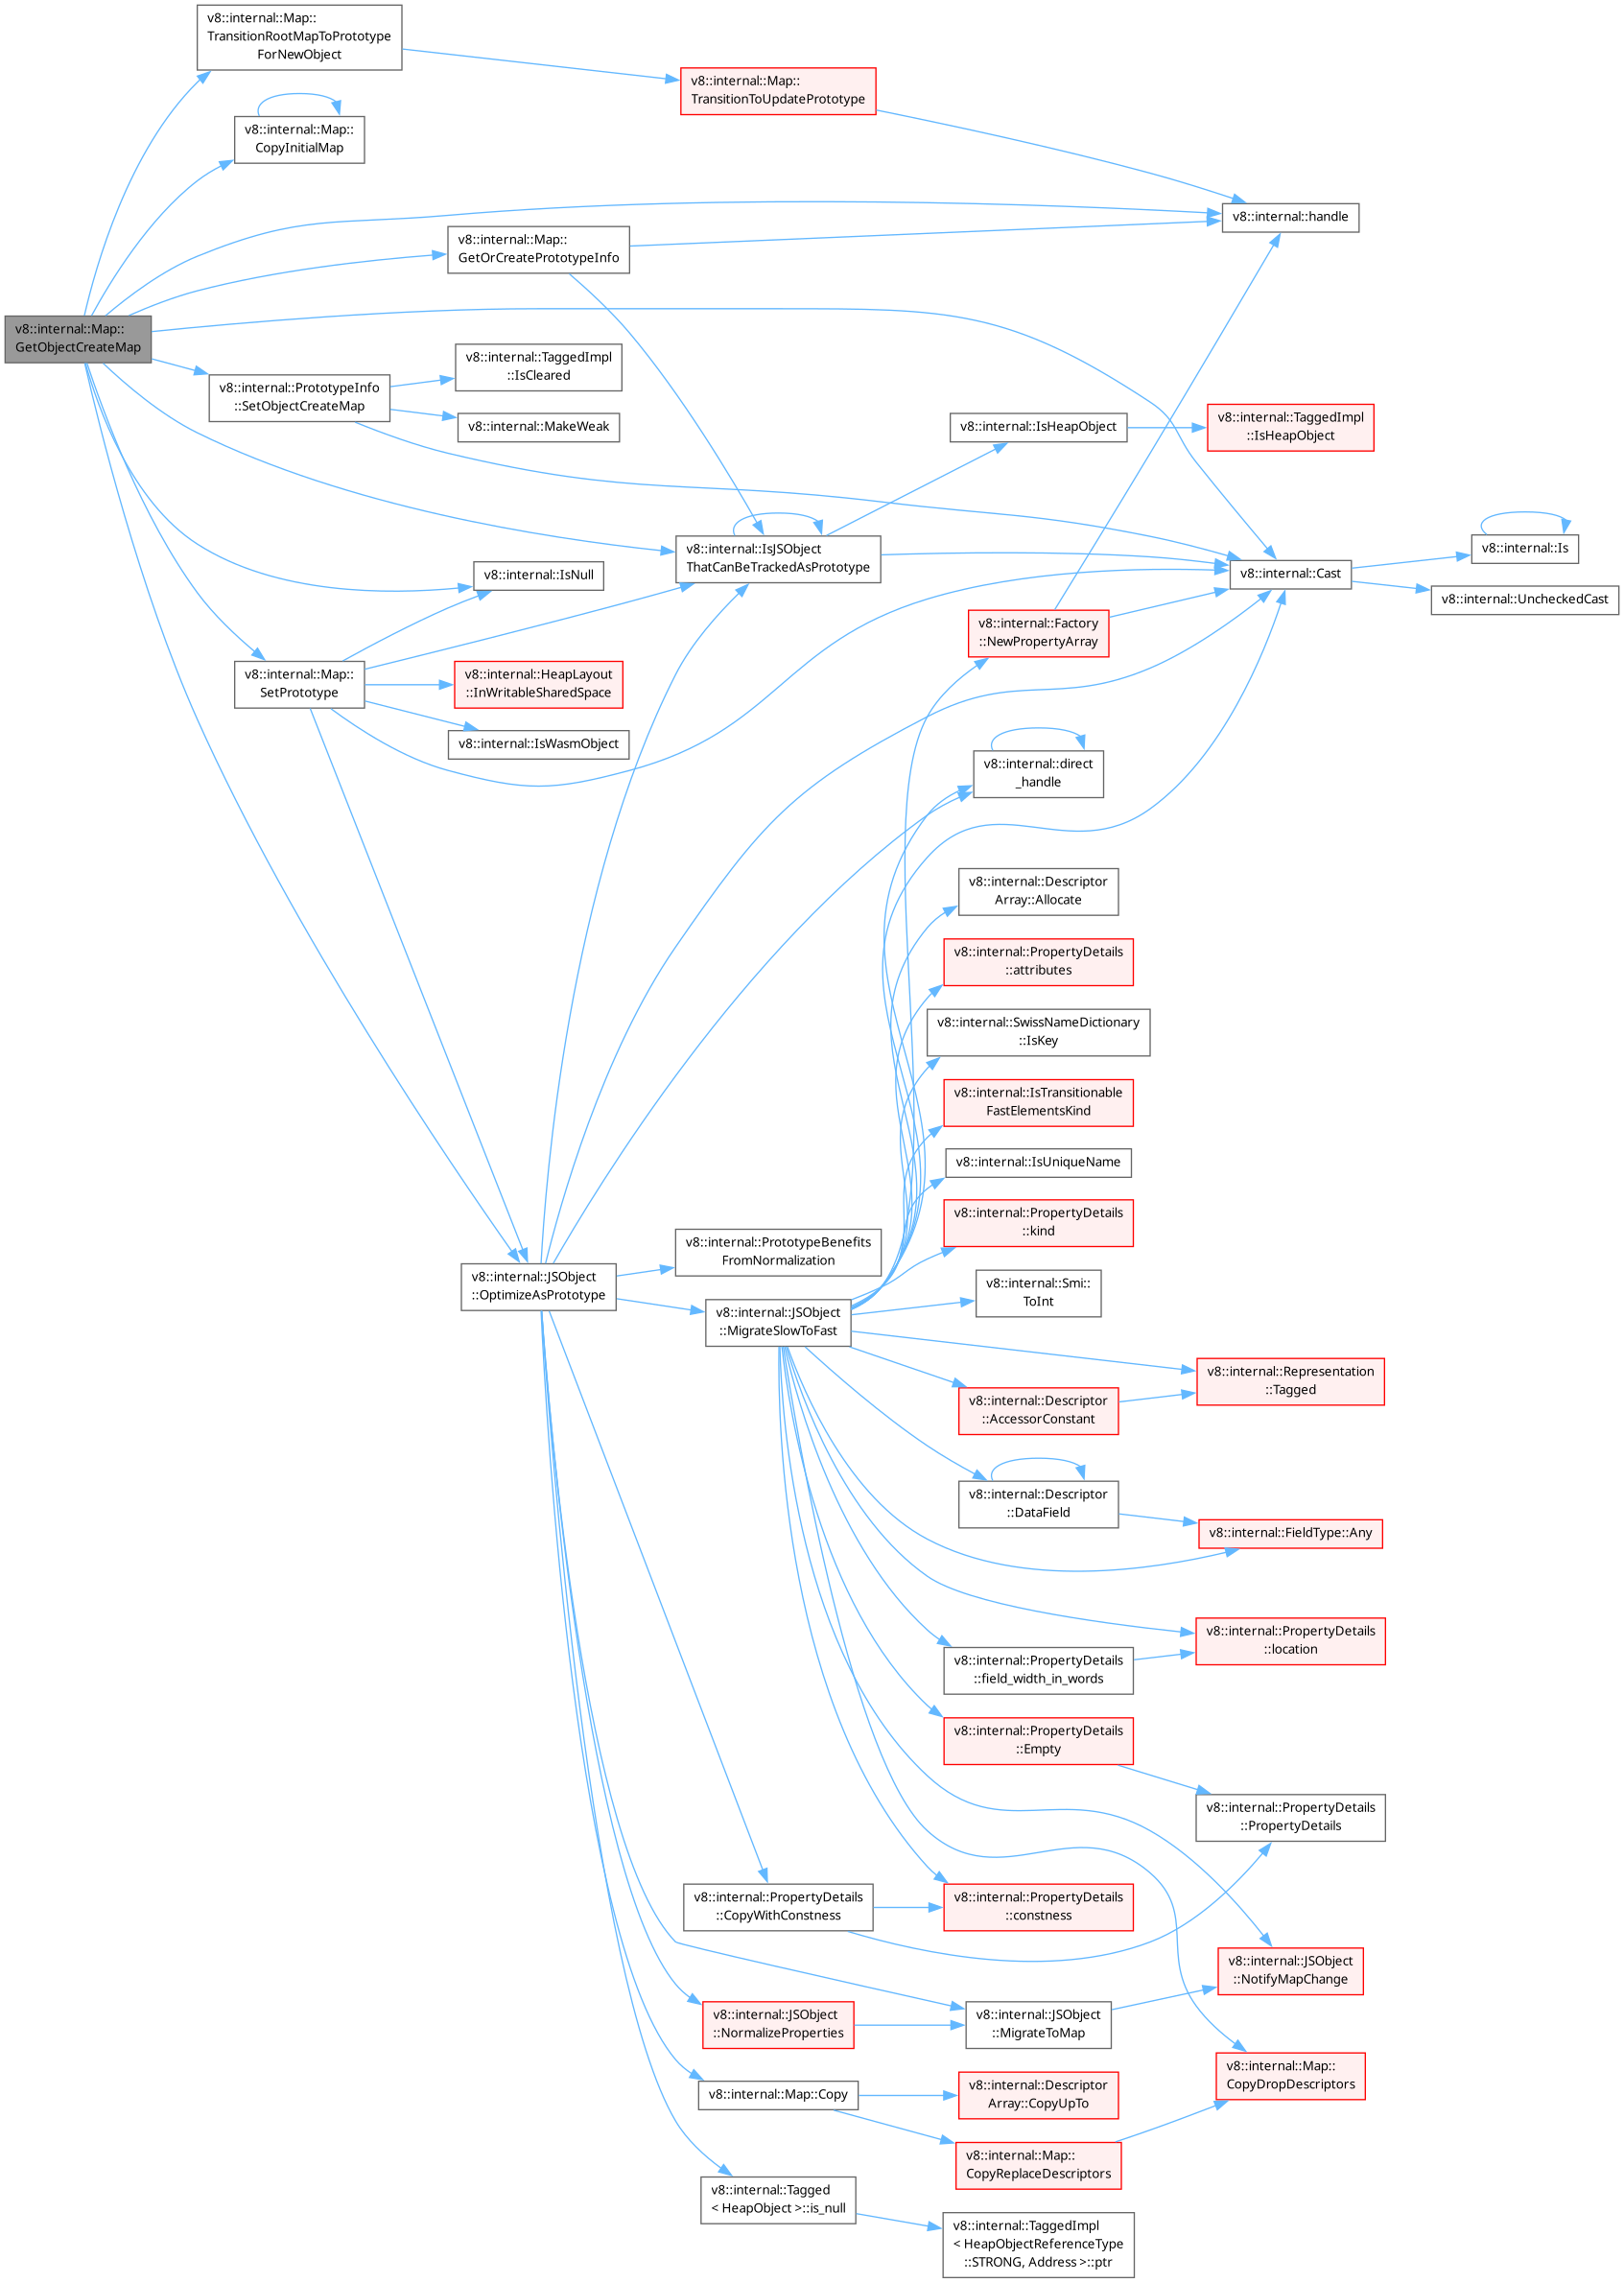 v8::internal::Map::
TransitionRootMapToPrototype
ForNewObject
v8::internal::Map::
TransitionToUpdatePrototype
v8::internal::Map::
CopyInitialMap
v8::internal::handle
v8::internal::Map::
GetOrCreatePrototypeInfo
v8::internal::Map::
GetObjectCreateMap
v8::internal::TaggedImpl
::IsCleared
v8::internal::PrototypeInfo
::SetObjectCreateMap
v8::internal::MakeWeak
v8::internal::IsHeapObject
v8::internal::TaggedImpl
::IsHeapObject
v8::internal::IsJSObject
ThatCanBeTrackedAsPrototype
v8::internal::Is
v8::internal::IsNull
v8::internal::Cast
v8::internal::UncheckedCast
v8::internal::Factory
::NewPropertyArray
v8::internal::Map::
SetPrototype
v8::internal::HeapLayout
::InWritableSharedSpace
v8::internal::IsWasmObject
v8::internal::direct
_handle
v8::internal::Descriptor
Array::Allocate
v8::internal::PropertyDetails
::attributes
v8::internal::SwissNameDictionary
::IsKey
v8::internal::IsTransitionable
FastElementsKind
v8::internal::IsUniqueName
v8::internal::PropertyDetails
::kind
v8::internal::PrototypeBenefits
FromNormalization
v8::internal::JSObject
::OptimizeAsPrototype
v8::internal::Smi::
ToInt
v8::internal::JSObject
::MigrateSlowToFast
v8::internal::Representation
::Tagged
v8::internal::Descriptor
::AccessorConstant
v8::internal::Descriptor
::DataField
v8::internal::FieldType::Any
v8::internal::PropertyDetails
::location
v8::internal::PropertyDetails
::field_width_in_words
v8::internal::PropertyDetails
::Empty
v8::internal::PropertyDetails
::PropertyDetails
v8::internal::PropertyDetails
::CopyWithConstness
v8::internal::PropertyDetails
::constness
v8::internal::JSObject
::NotifyMapChange
v8::internal::JSObject
::NormalizeProperties
v8::internal::JSObject
::MigrateToMap
v8::internal::Map::
CopyDropDescriptors
v8::internal::Map::Copy
v8::internal::Descriptor
Array::CopyUpTo
v8::internal::Map::
CopyReplaceDescriptors
v8::internal::Tagged
< HeapObject >::is_null
v8::internal::TaggedImpl
< HeapObjectReferenceType
::STRONG, Address >::ptr